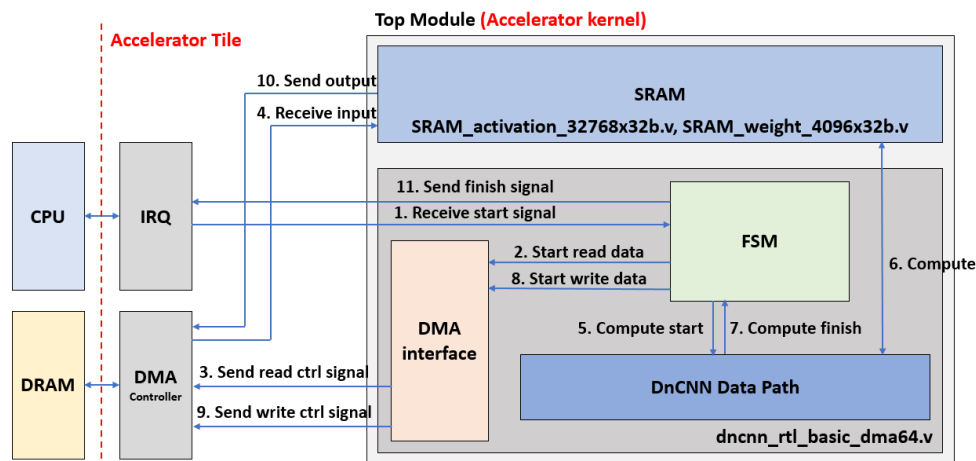 Top Module (Accelerator kernel)
Accelerator Tile
10. Send output
4. Receive input
SRAM
SRAM_activation_32768x32b.v, SRAM_weight_4096x32b.v
CPU
IRQ
11. Send finish signal
1. Receive start signal
FSM
2. Start read data
8. Start write data
6. Compute
DMA
interface
5. Compute start
7. Compute finish
DRAM
DMA
Controller
3. Send read ctrl signal
9. Send write ctrl signal
DnCNN Data Path
dncnn_rtl_basic_dma64.v